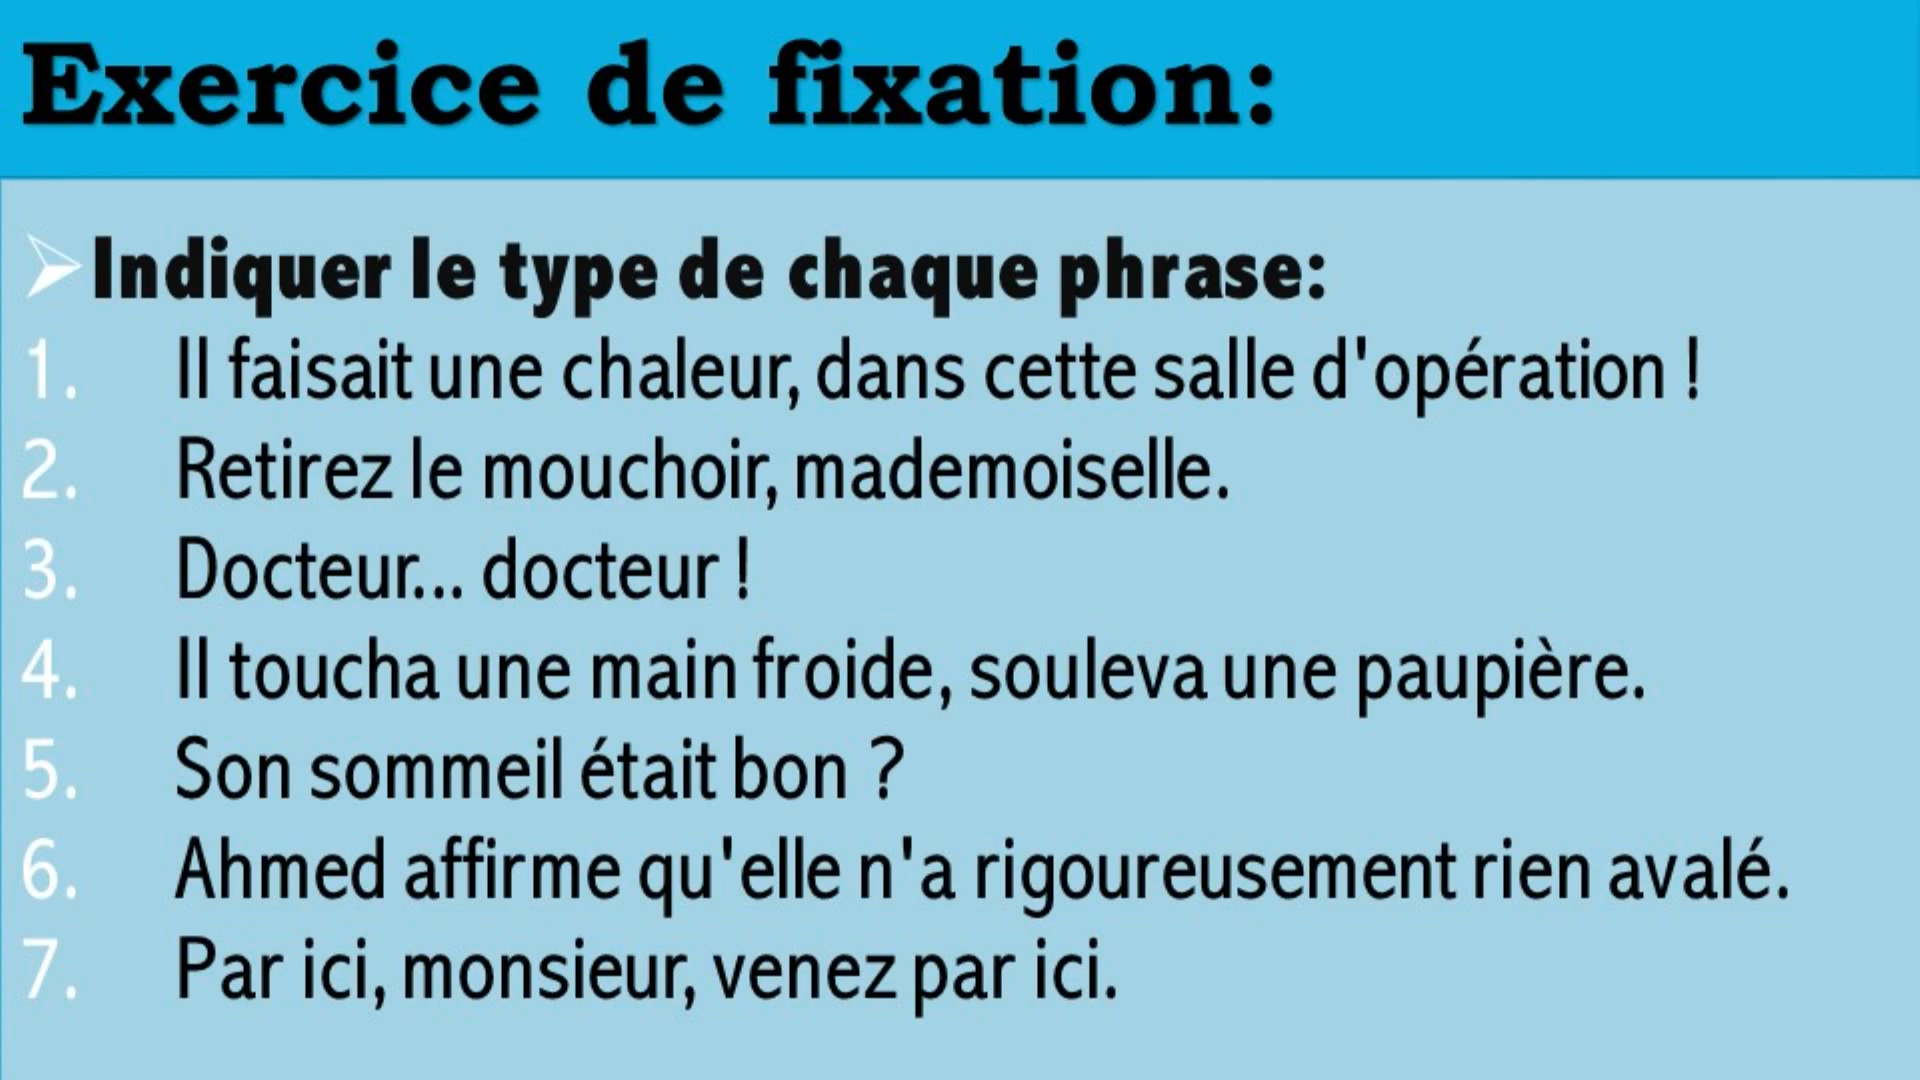 Exercice de fixation:
Indiquer le type de chaque phrase:
1. Il faisait une chaleur, dans cette salle d'opération !
2. Retirez le mouchoir, mademoiselle.
3. Docteur... docteur !
4. Il toucha une main froide, souleva une paupière.
5. Son sommeil était bon ?
6. Ahmed affirme qu'elle n'a rigoureusement rien avalé.
7. Par ici, monsieur, venez par ici.